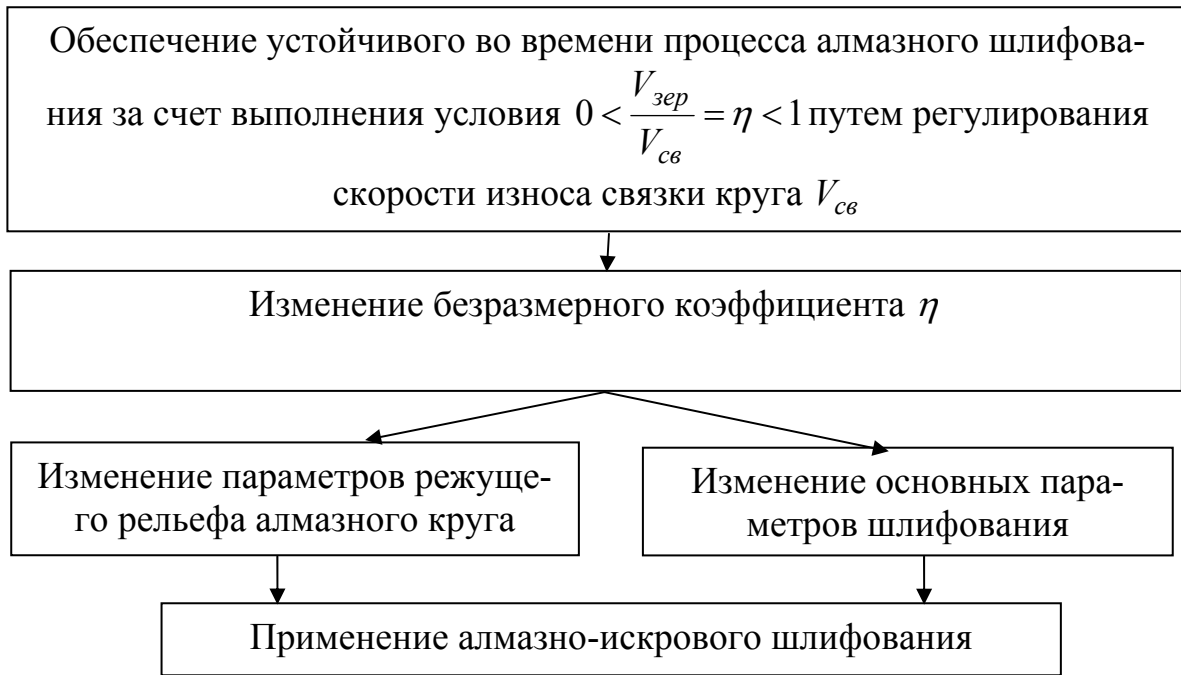 Обеспечение устойчивого во времени процесса алмазного шлифова-
ния за счет выполнения условия 0 < V_зер / V_св = η < 1 путем регулирования
скорости износа связки круга V_св
Изменение безразмерного коэффициента η
Изменение параметров режуще-
го рельефа алмазного круга
Изменение основных пара-
метров шлифования
Применение алмазно-искрового шлифования